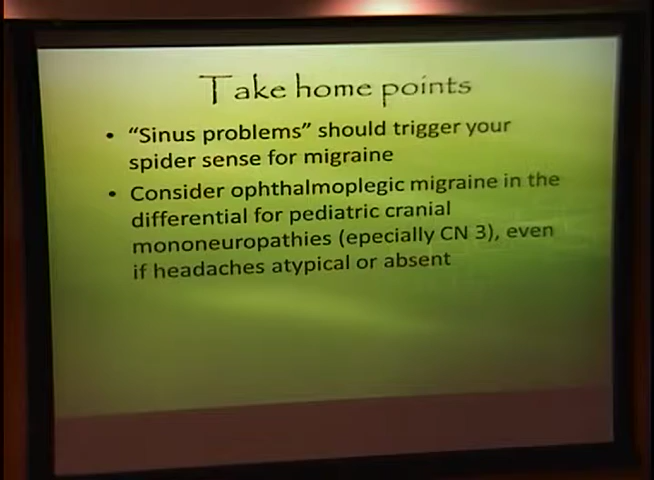 Take home points
• “Sinus problems” should trigger your
spider sense for migraine
• Consider ophthalmoplegic migraine in the
differential for pediatric cranial
mononeuropathies (epecially CN 3), even
if headaches atypical or absent